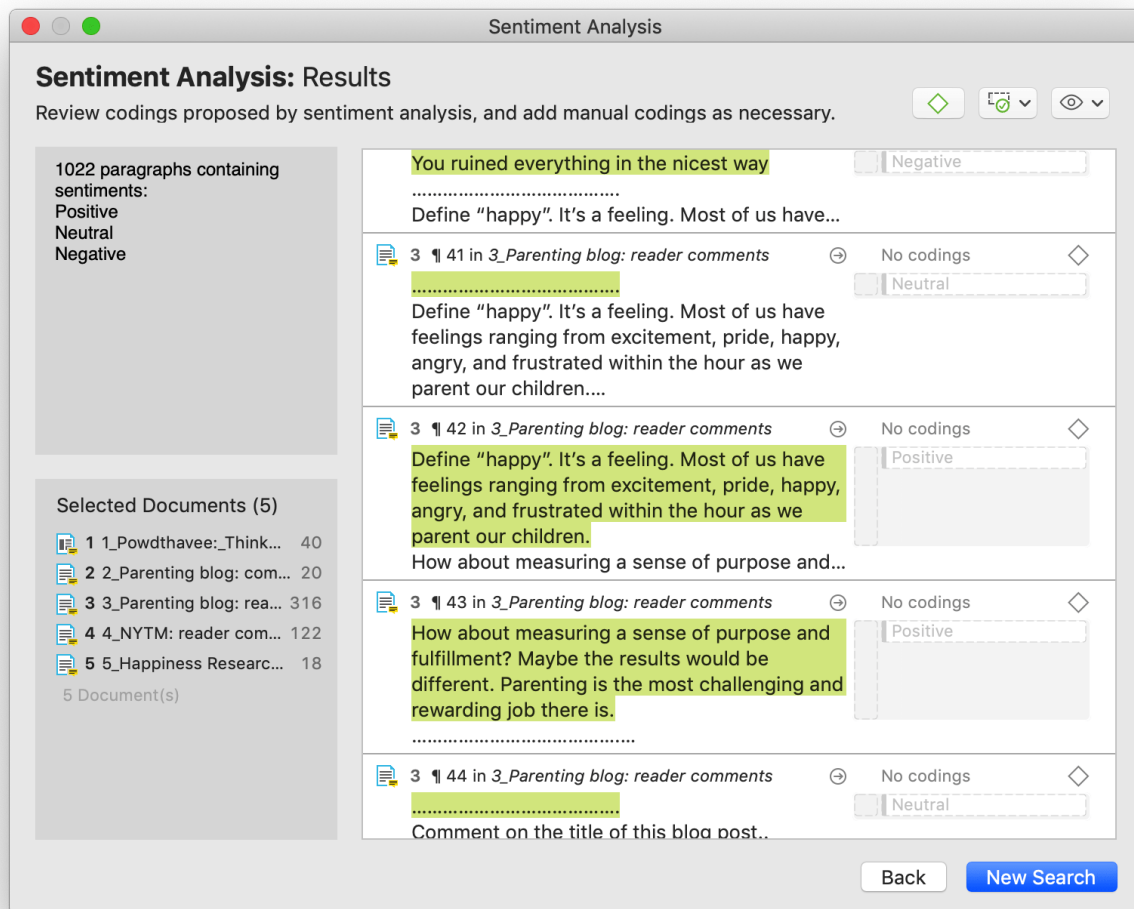 Sentiment Analysis
Sentiment Analysis: Results
Review codings proposed by sentiment analysis, and add manual codings as necessary.
1022 paragraphs containing
sentiments:
Positive
Neutral
Negative
Selected Documents (5)
1 1_Powdthavee:_Think... 40
2 2_Parenting blog: com... 20
3 3_Parenting blog: rea... 316
4 4_NYTM: reader com... 122
5 5_Happiness Researc... 18
5 Document(s)
You ruined everything in the nicest way Negative
……………………………………
Define “happy”. It’s a feeling. Most of us have...
3 ¶ 41 in 3_Parenting blog: reader comments No codings
…………………………………… Neutral
Define “happy”. It’s a feeling. Most of us have
feelings ranging from excitement, pride, happy,
angry, and frustrated within the hour as we
parent our children....
3 ¶ 42 in 3_Parenting blog: reader comments No codings
Define “happy”. It’s a feeling. Most of us have Positive
feelings ranging from excitement, pride, happy,
angry, and frustrated within the hour as we
parent our children.
How about measuring a sense of purpose and...
3 ¶ 43 in 3_Parenting blog: reader comments No codings
How about measuring a sense of purpose and Positive
fulfillment? Maybe the results would be
different. Parenting is the most challenging and
rewarding job there is.
………………………………………
3 ¶ 44 in 3_Parenting blog: reader comments No codings
…………………………………… Neutral
Comment on the title of this blog post..
Back
New Search